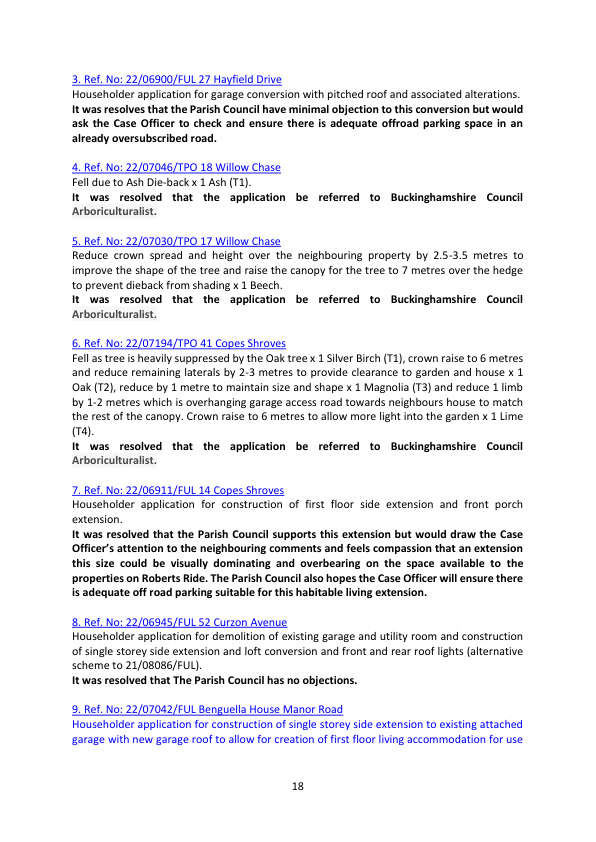 3. Ref. No: 22/06900/FUL 27 Hayfield Drive
Householder application for garage conversion with pitched roof and associated alterations.
It was resolves that the Parish Council have minimal objection to this conversion but would
ask the Case Officer to check and ensure there is adequate offroad parking space in an
already oversubscribed road.
4. Ref. No: 22/07046/TPO 18 Willow Chase
Fell due to Ash Die-back x 1 Ash (T1).
It was resolved that the application be referred to Buckinghamshire Council
Arboriculturalist.
5. Ref. No: 22/07030/TPO 17 Willow Chase
Reduce crown spread and height over the neighbouring property by 2.5-3.5 metres to
improve the shape of the tree and raise the canopy for the tree to 7 metres over the hedge
to prevent dieback from shading x 1 Beech.
It was resolved that the application be referred to Buckinghamshire Council
Arboriculturalist.
6. Ref. No: 22/07194/TPO 41 Copes Shroves
Fell as tree is heavily suppressed by the Oak tree x 1 Silver Birch (T1), crown raise to 6 metres
and reduce remaining laterals by 2-3 metres to provide clearance to garden and house x 1
Oak (T2), reduce by 1 metre to maintain size and shape x 1 Magnolia (T3) and reduce 1 limb
by 1-2 metres which is overhanging garage access road towards neighbours house to match
the rest of the canopy. Crown raise to 6 metres to allow more light into the garden x 1 Lime
(T4).
It was resolved that the application be referred to Buckinghamshire Council
Arboriculturalist.
7. Ref. No: 22/06911/FUL 14 Copes Shroves
Householder application for construction of first floor side extension and front porch
extension.
It was resolved that the Parish Council supports this extension but would draw the Case
Officer’s attention to the neighbouring comments and feels compassion that an extension
this size could be visually dominating and overbearing on the space available to the
properties on Roberts Ride. The Parish Council also hopes the Case Officer will ensure there
is adequate off road parking suitable for this habitable living extension.
8. Ref. No: 22/06945/FUL 52 Curzon Avenue
Householder application for demolition of existing garage and utility room and construction
of single storey side extension and loft conversion and front and rear roof lights (alternative
scheme to 21/08086/FUL).
It was resolved that The Parish Council has no objections.
9. Ref. No: 22/07042/FUL Benguella House Manor Road
Householder application for construction of single storey side extension to existing attached
garage with new garage roof to allow for creation of first floor living accommodation for use
18